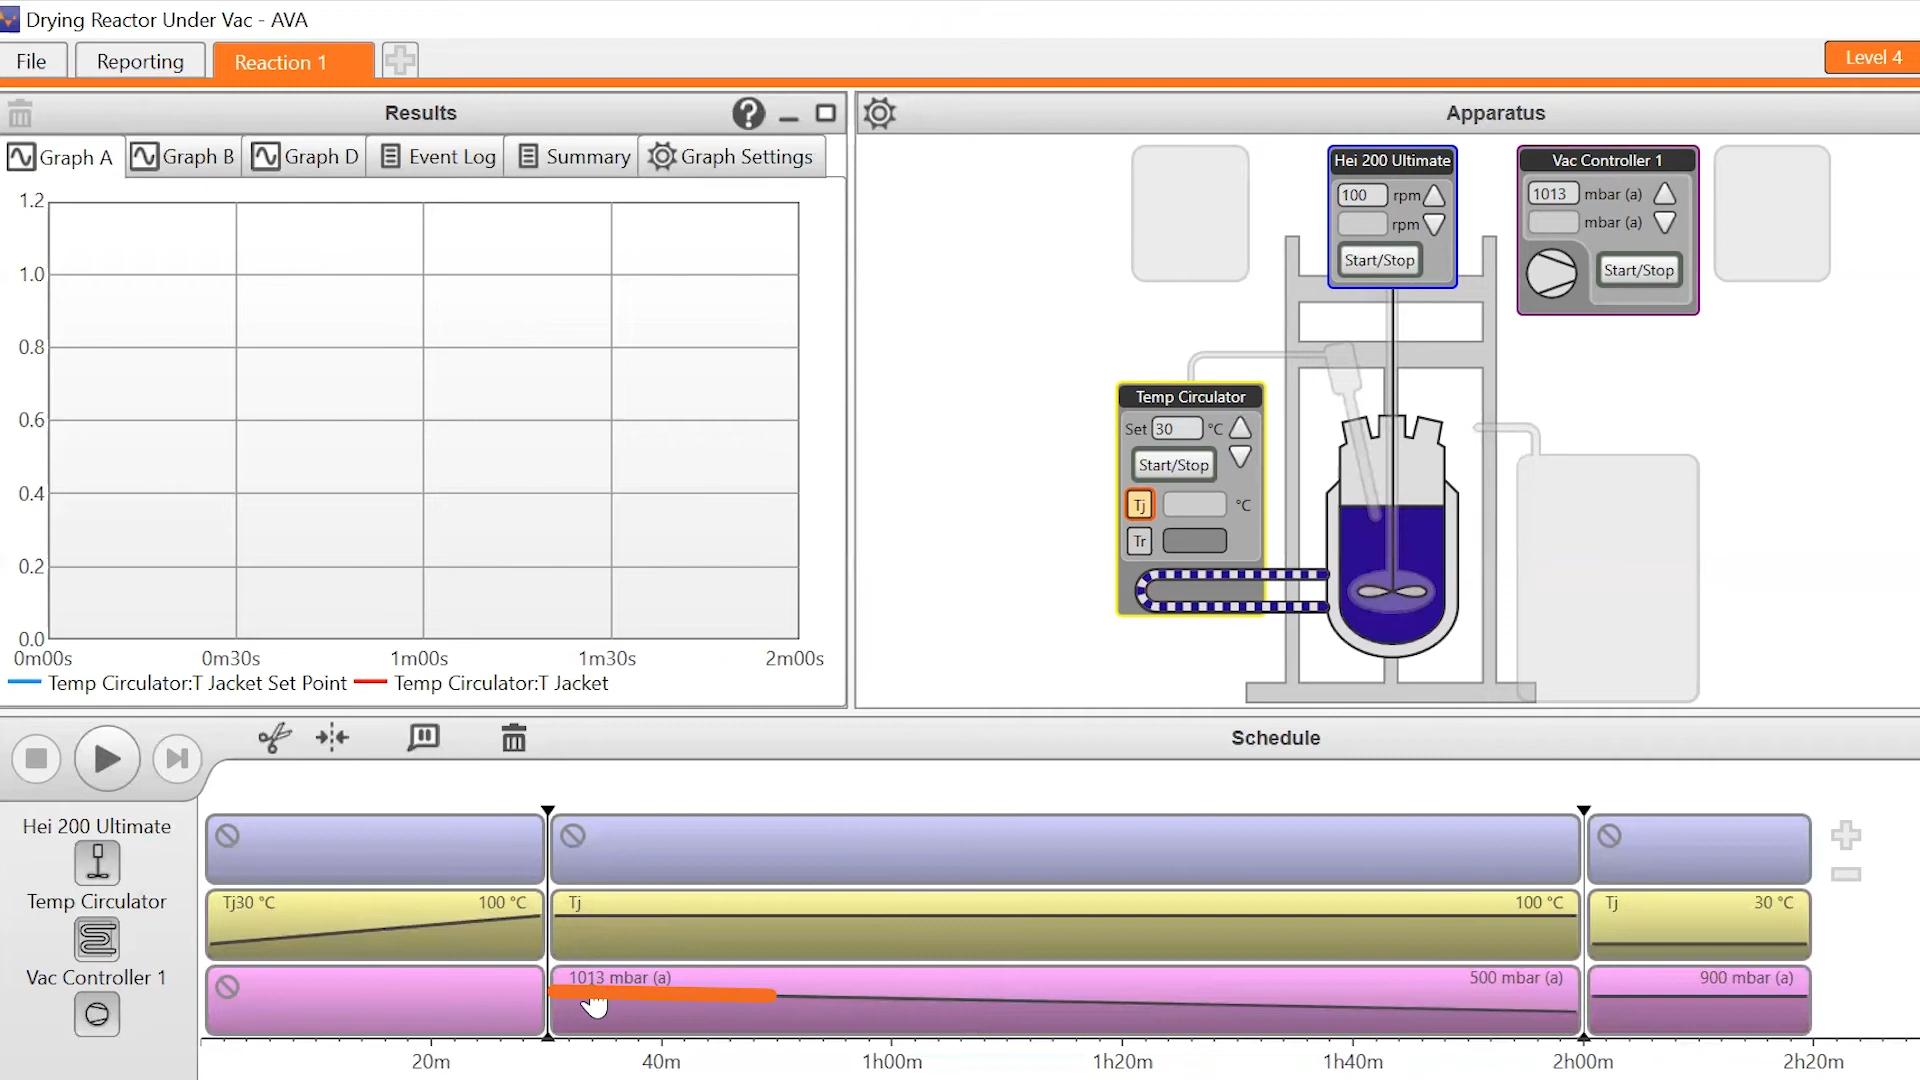 Drying Reactor Under Vac - AVA
File
Reporting
Reaction 1
Level 4
Results
Apparatus
Graph A
Graph B
Graph D
Event Log
Summary
Graph Settings
1.2
1.0
0.8
0.6
0.4
0.2
0.0
0m00s
0m30s
1m00s
1m30s
2m00s
Temp Circulator:T Jacket Set Point
Temp Circulator:T Jacket
Hei 200 Ultimate
100 rpm
rpm
Start/Stop
Vac Controller 1
1013 mbar (a)
mbar (a)
Start/Stop
Temp Circulator
Set 30 °C
Start/Stop
Tj °C
Tr
Schedule
Hei 200 Ultimate
Temp Circulator
Tj30 °C 100 °C
Tj 100 °C
Tj 30 °C
Vac Controller 1
1013 mbar (a) 500 mbar (a)
900 mbar (a)
20m
40m
1h00m
1h20m
1h40m
2h00m
2h20m